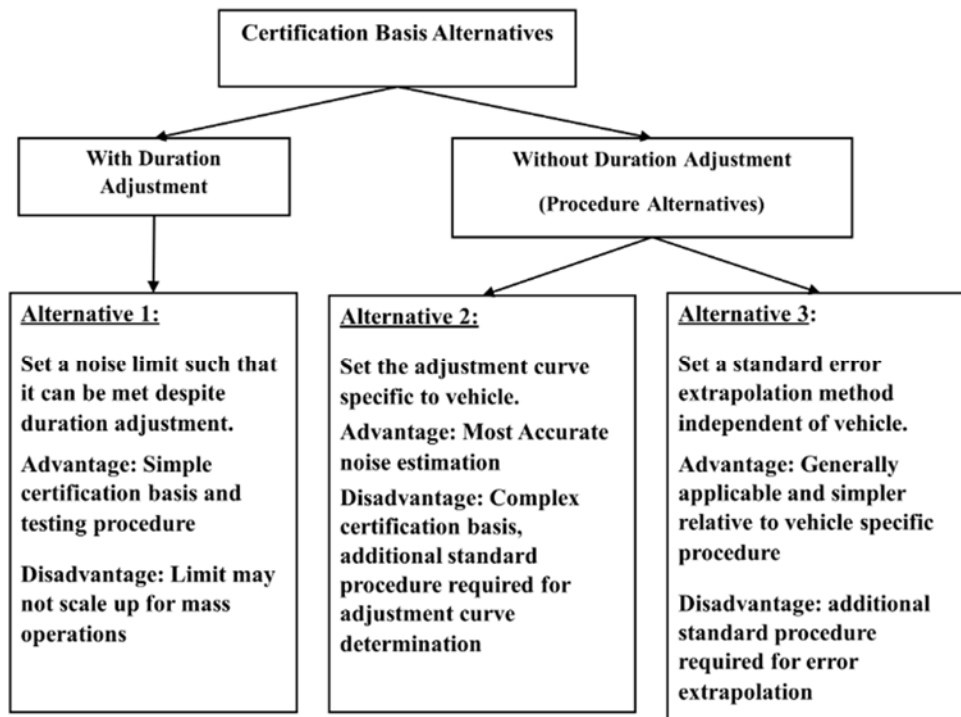 Certification Basis Alternatives
With Duration
Adjustment
Without Duration Adjustment
(Procedure Alternatives)
Alternative 1:
Set a noise limit such that
it can be met despite
duration adjustment.
Advantage: Simple
certification basis and
testing procedure
Disadvantage: Limit may
not scale up for mass
operations
Alternative 2:
Set the adjustment curve
specific to vehicle.
Advantage: Most Accurate
noise estimation
Disadvantage: Complex
certification basis,
additional standard
procedure required for
adjustment curve
determination
Alternative 3:
Set a standard error
extrapolation method
independent of vehicle.
Advantage: Generally
applicable and simpler
relative to vehicle specific
procedure
Disadvantage: additional
standard procedure
required for error
extrapolation